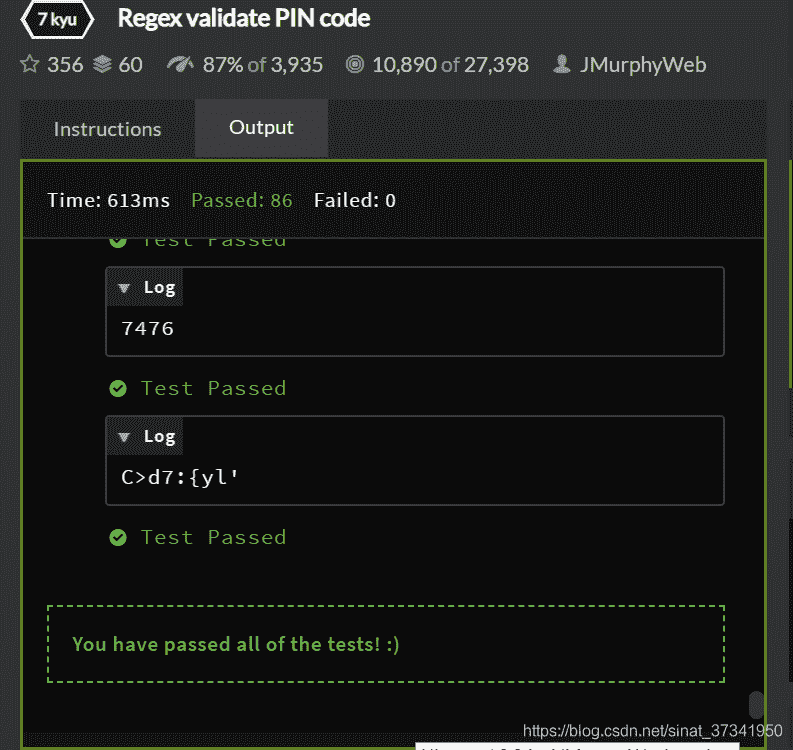 7 kyu Regex validate PIN code
356 60 87% of 3,935 10,890 of 27,398 JMurphyWeb
Instructions Output
Time: 613ms Passed: 86 Failed: 0
Test Passed
Log
7476
Test Passed
Log
C>d7:{yl'
Test Passed
You have passed all of the tests! :)
https://blog.csdn.net/sinat_37341950